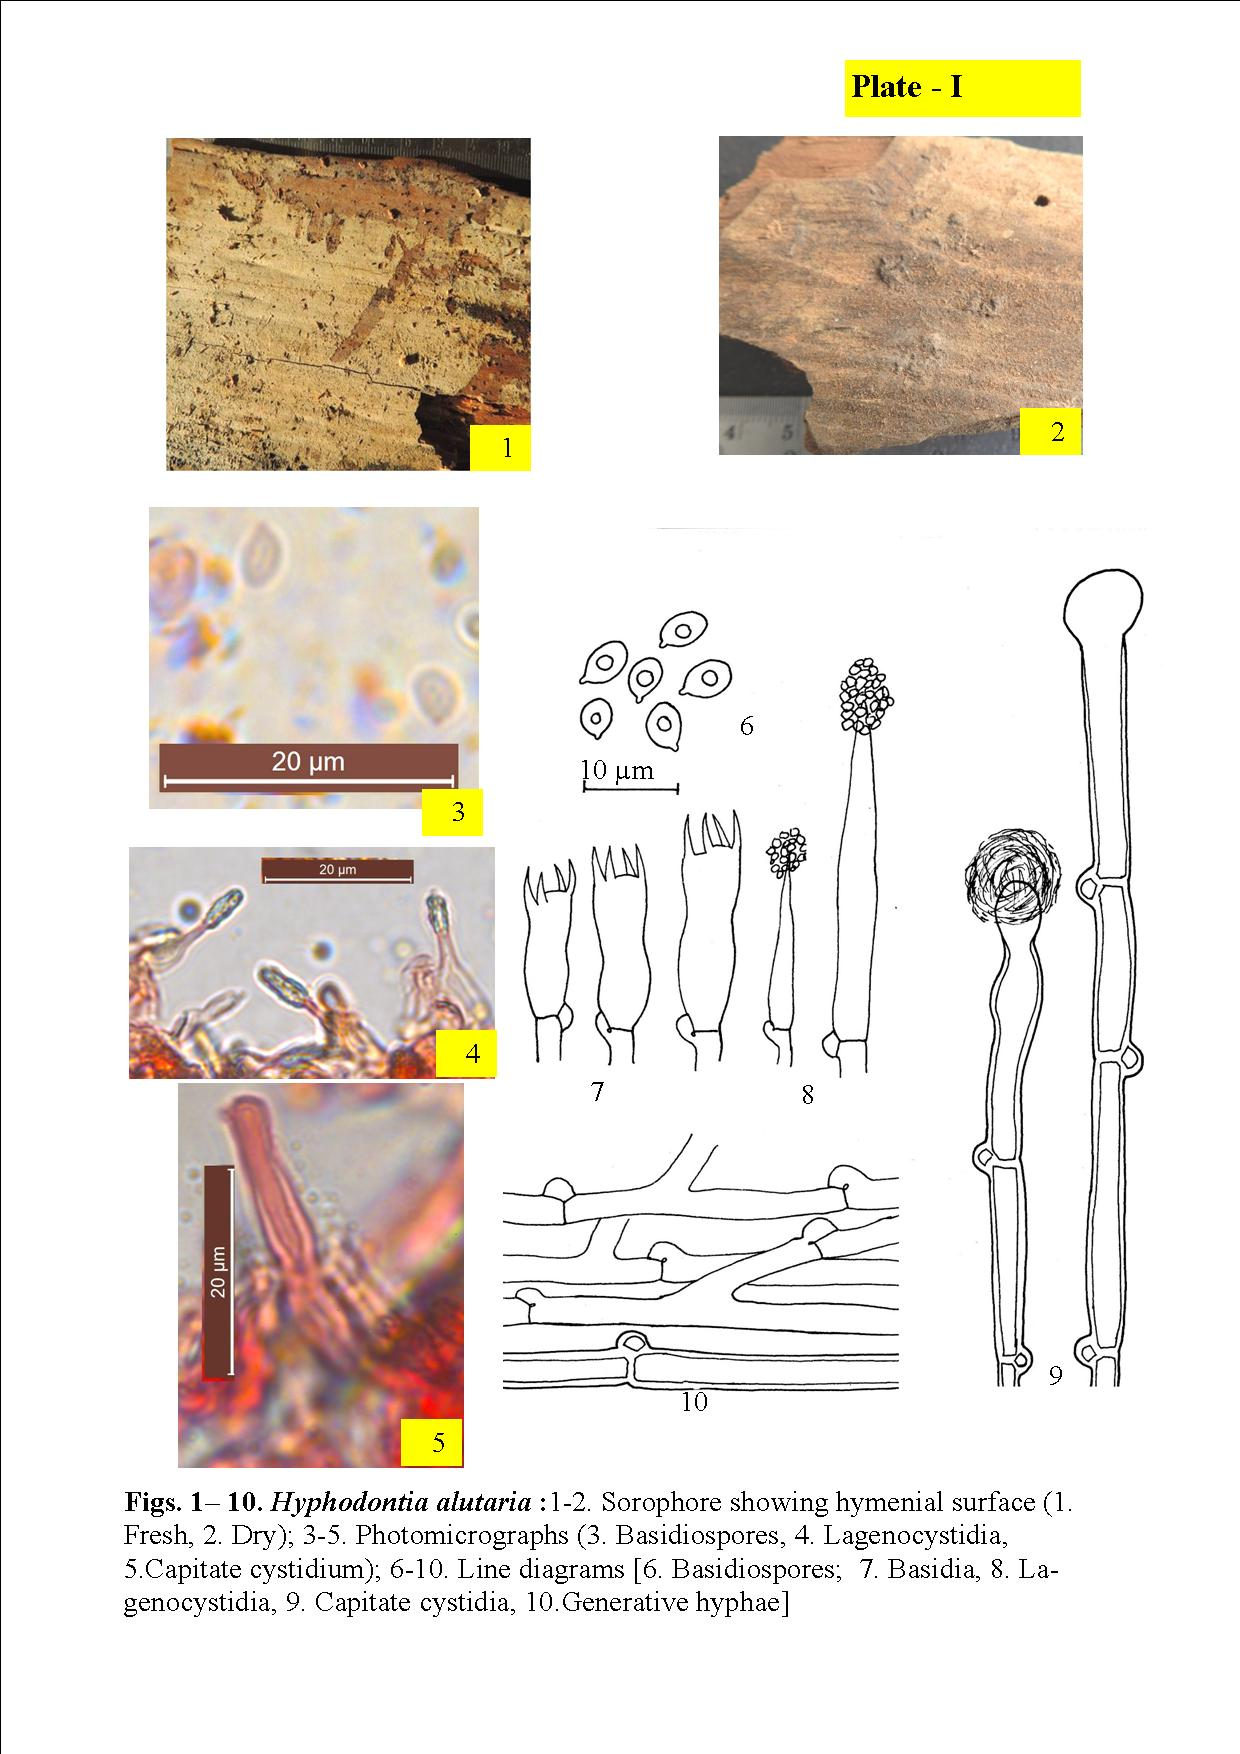 Plate - I
1
2
4 5
20 µm
3
6
10 µm
20 µm
4
7
8
20 µm
5
9
10
Figs. 1– 10. Hyphodontia alutaria :1-2. Sorophore showing hymenial surface (1.
Fresh, 2. Dry); 3-5. Photomicrographs (3. Basidiospores, 4. Lagenocystidia,
5.Capitate cystidium); 6-10. Line diagrams [6. Basidiospores;  7. Basidia, 8. La-
genocystidia, 9. Capitate cystidia, 10.Generative hyphae]